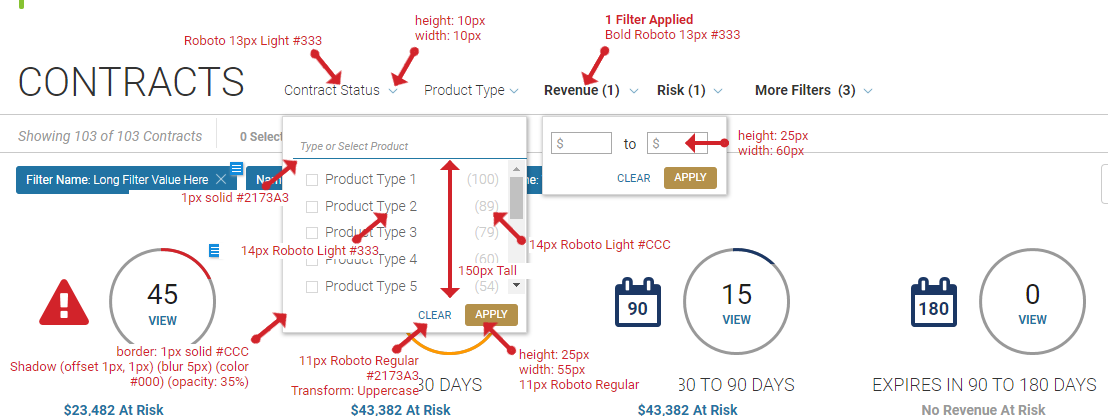 height: 10px
width: 10px
1 Filter Applied
Bold Roboto 13px #333
Roboto 13px Light #333
CONTRACTS
Contract Status
Product Type
Revenue (1)
Risk (1)
More Filters (3)
Showing 103 of 103 Contracts
0 Selec
Type or Select Product
$
to
$
height: 25px
width: 60px
CLEAR
APPLY
Filter Name: Long Filter Value Here
Nam
ne:
1px solid #2173A3
Product Type 1 (100)
Product Type 2 (89)
Product Type 3 (79)
Product Type 4 (60)
Product Type 5 (54)
14px Roboto Light #333
14px Roboto Light #CCC
150px Tall
CLEAR
APPLY
45
VIEW
90
15
VIEW
180
0
VIEW
border: 1px solid #CCC
Shadow (offset 1px, 1px) (blur 5px) (color
#000) (opacity: 35%)
11px Roboto Regular
#2173A3
Transform: Uppercase
height: 25px
width: 55px
11px Roboto Regular
30 DAYS
30 TO 90 DAYS
EXPIRES IN 90 TO 180 DAYS
$23,482 At Risk
$43,382 At Risk
$43,382 At Risk
No Revenue At Risk